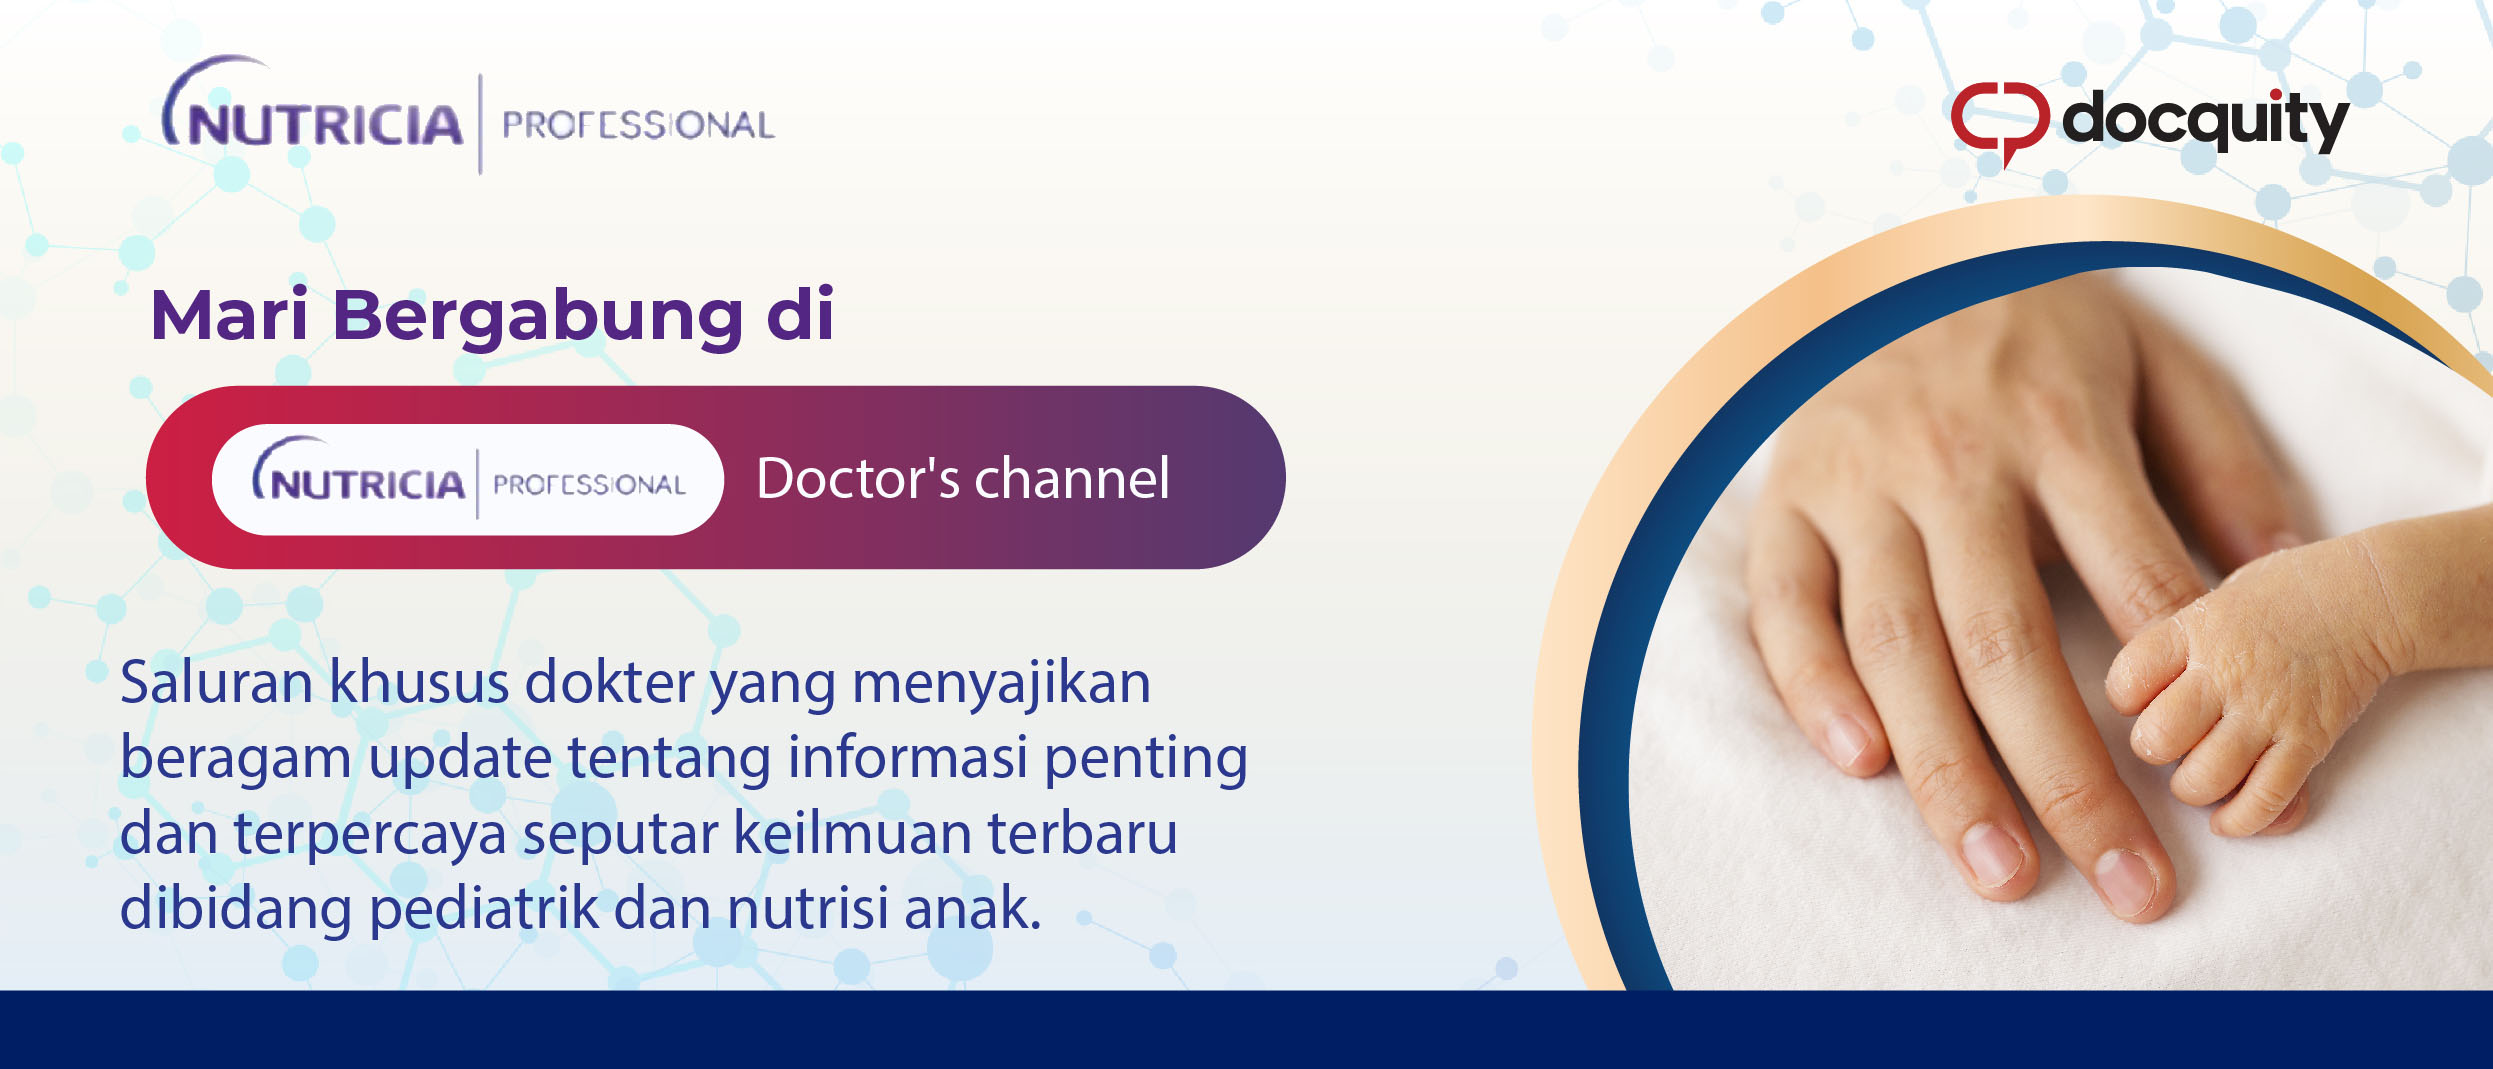 NUTRICIA PROFESSIONAL
docquity
Mari Bergabung di
NUTRICIA PROFESSIONAL Doctor's channel
Saluran khusus dokter yang menyajikan
beragam update tentang informasi penting
dan terpercaya seputar keilmuan terbaru
dibidang pediatrik dan nutrisi anak.